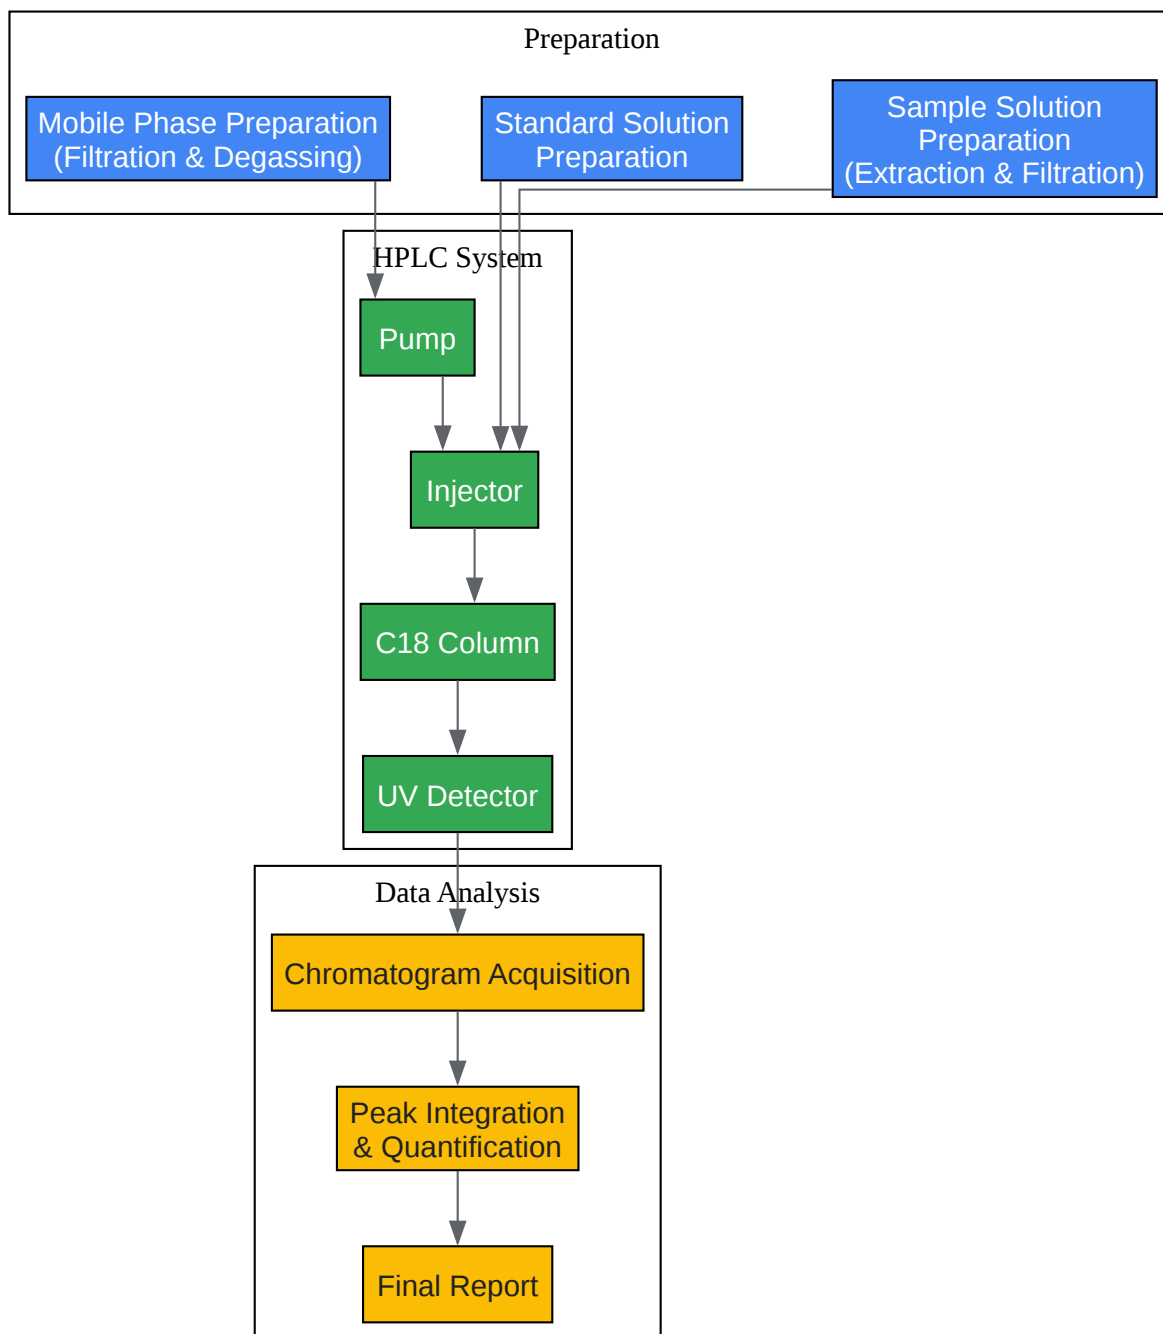 Preparation
Mobile Phase Preparation
(Filtration & Degassing)
Standard Solution
Preparation
Sample Solution
Preparation
(Extraction & Filtration)
HPLC System
Pump
Injector
C18 Column
UV Detector
Data Analysis
Chromatogram Acquisition
Peak Integration
& Quantification
Final Report